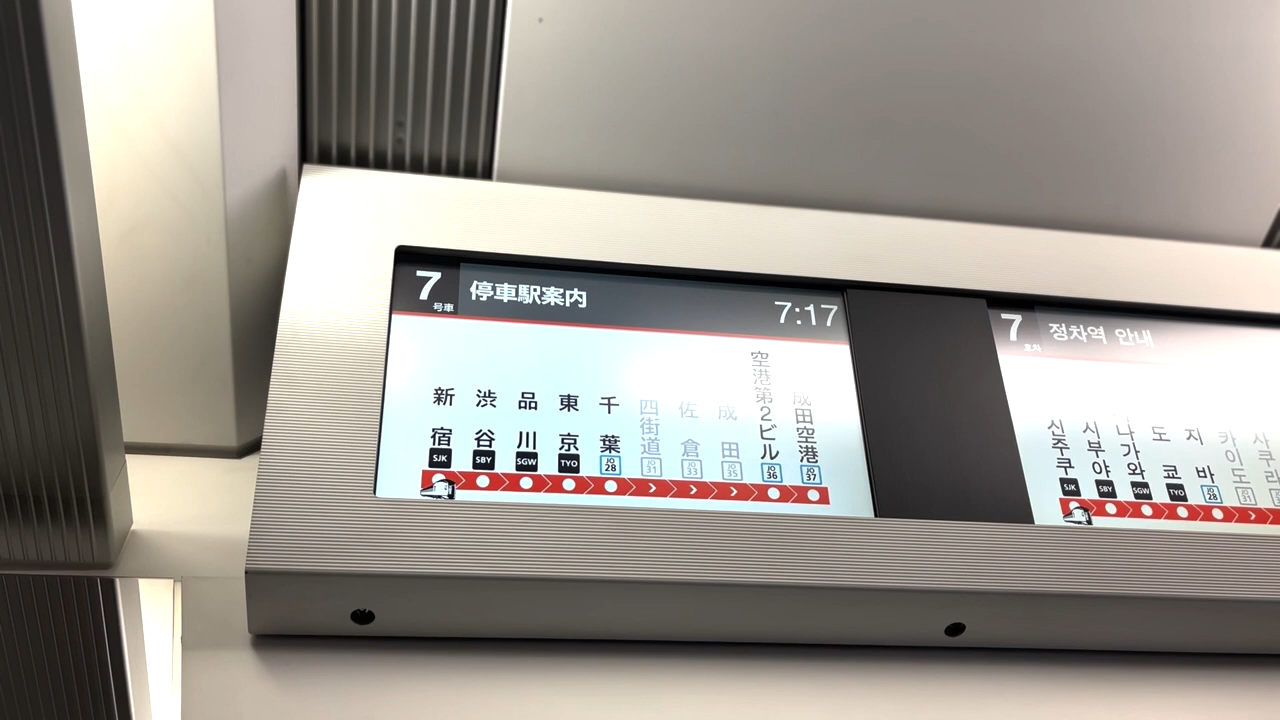 7号車 停車駅案内 7:17
新宿 渋谷 品川 東京 千葉 四街道 佐倉 成田 空港第2ビル 成田空港
SJK SBY SGW TYO JO 28 JO 31 JO 33 JO 35 JO 36 JO 37
7호차 정차역 안내
신주쿠 시부야 시나가와 도쿄 지바
SJK SBY SGW TYO JO 28 JO 31